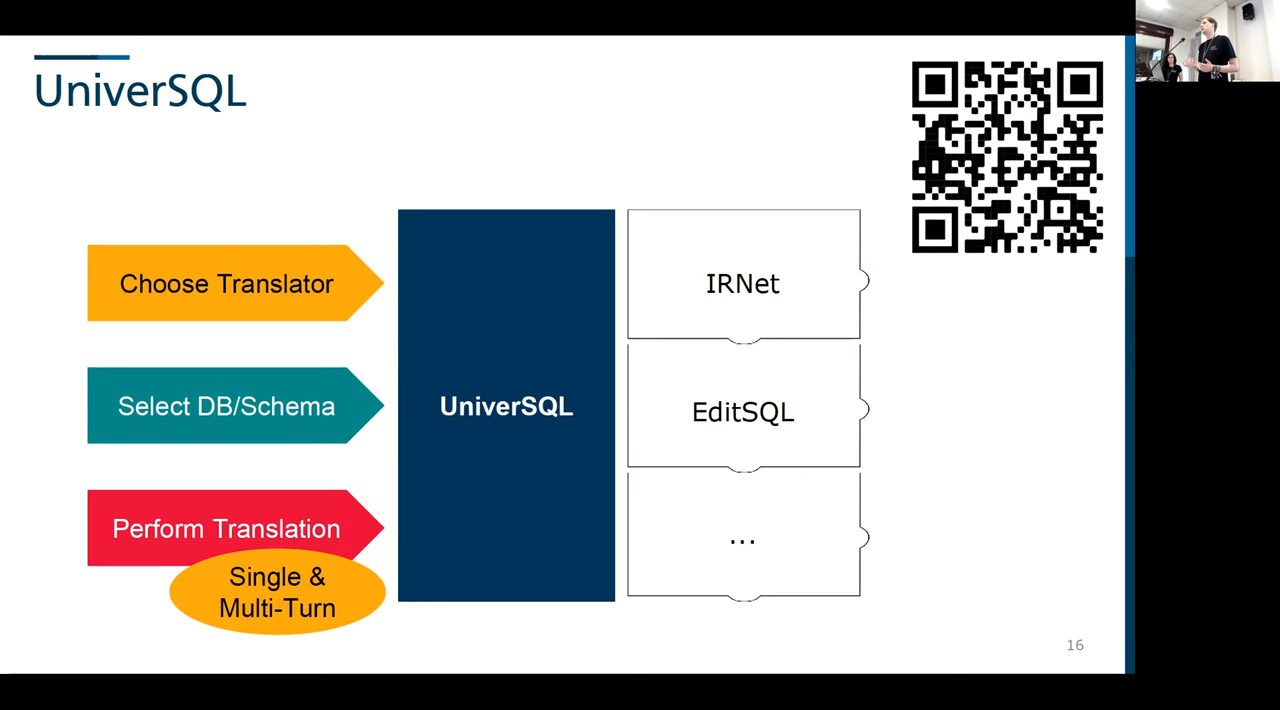 UniverSQL
Choose Translator
Select DB/Schema
Perform Translation
Single &
Multi-Turn
UniverSQL
IRNet
EditSQL
...
16